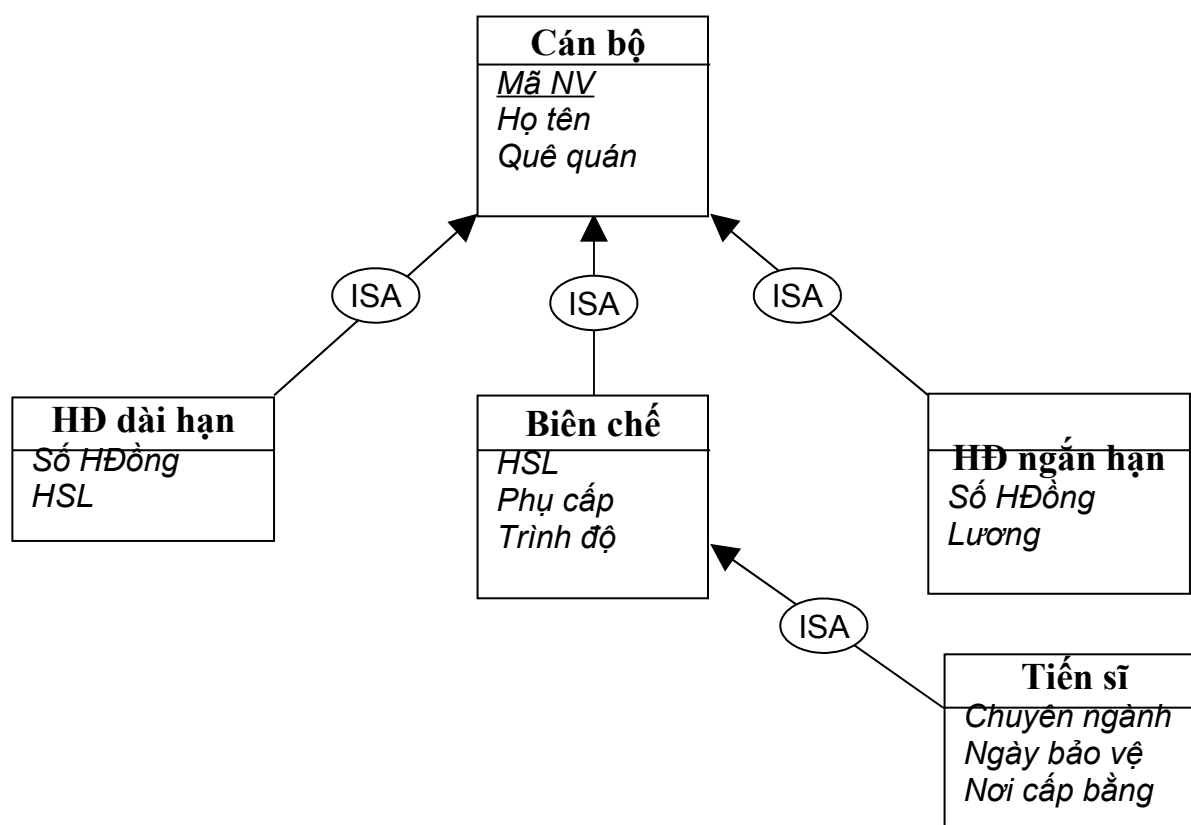 Cán bộ
Mã NV
Họ tên
Quê quán
ISA
ISA
ISA
HĐ dài hạn
Số HĐồng
HSL
Biên chế
HSL
Phụ cấp
Trình độ
HĐ ngắn hạn
Số HĐồng
Lương
ISA
Tiến sĩ
Chuyên ngành
Ngày bảo vệ
Nơi cấp bằng